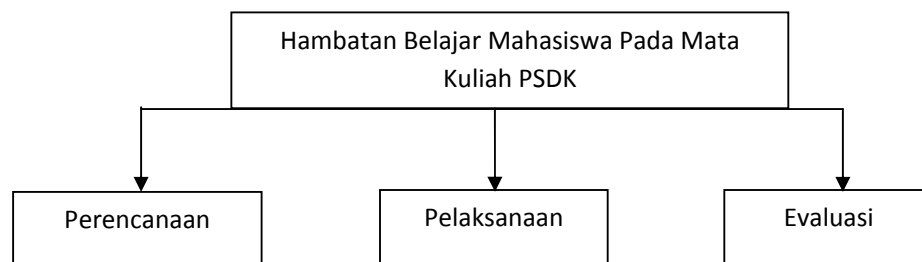 Hambatan Belajar Mahasiswa Pada Mata
Kuliah PSDK
Perencanaan
Pelaksanaan
Evaluasi